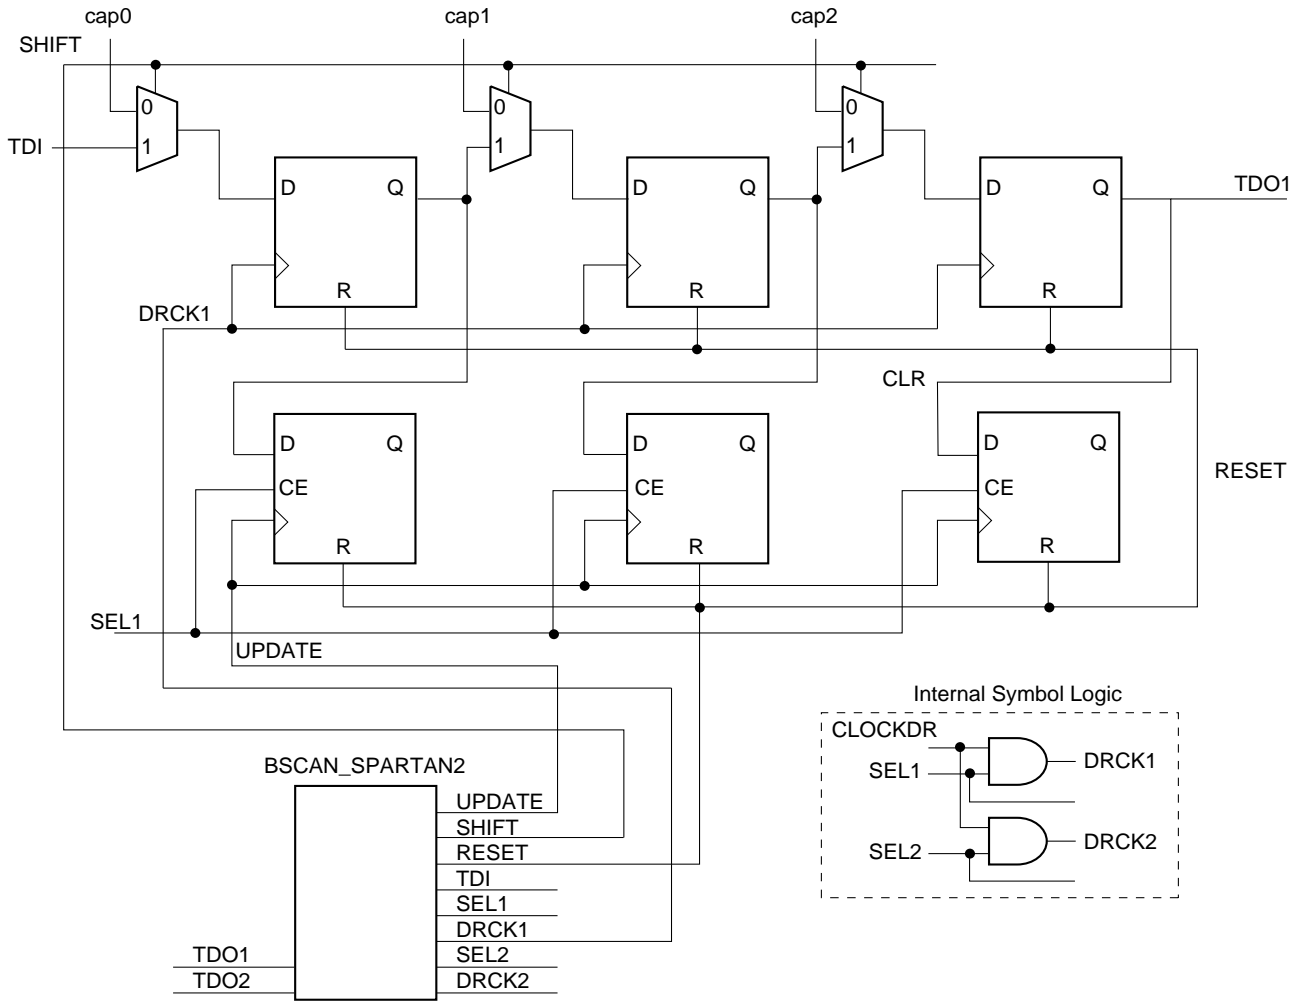 cap0 cap1 cap2
SHIFT
0 0 0
TDI 1 1 1
D Q D Q D Q TDO1
R R R
DRCK1
CLR
D Q D Q D Q
RESET
CE CE CE
R R R
SEL1
UPDATE
Internal Symbol Logic
CLOCKDR
DRCK1
SEL1
DRCK2
SEL2
BSCAN_SPARTAN2
UPDATE
SHIFT
RESET
TDI
SEL1
DRCK1
TDO1 SEL2
TDO2 DRCK2